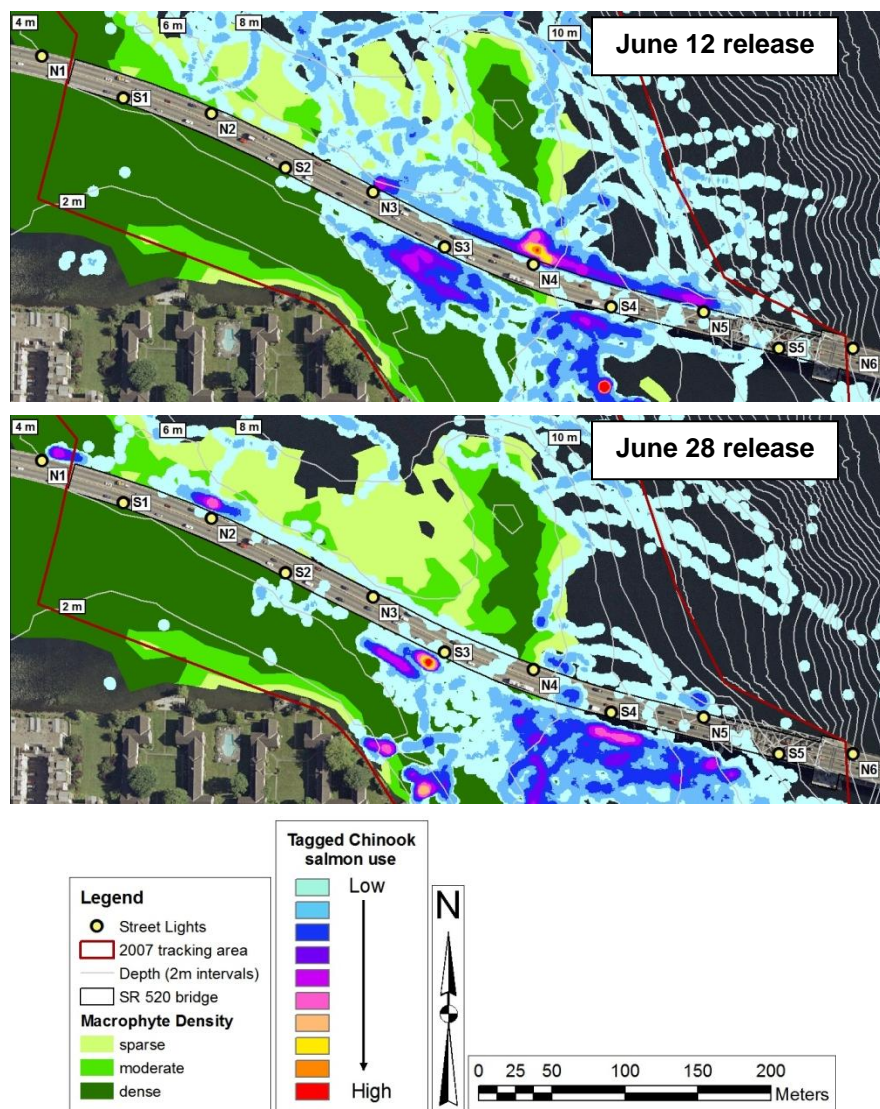 June 12 release
4 m
6 m
8 m
10 m
N1
S1
N2
S2
N3
S3
N4
S4
N5
S5
N6
2 m
June 28 release
4 m
6 m
8 m
10 m
N1
S1
N2
S2
N3
S3
N4
S4
N5
S5
N6
2 m
Legend
Street Lights
2007 tracking area
Depth (2m intervals)
SR 520 bridge
Macrophyte Density
sparse
moderate
dense
Tagged Chinook
salmon use
Low
High
N
0 25 50 100 150 200
Meters